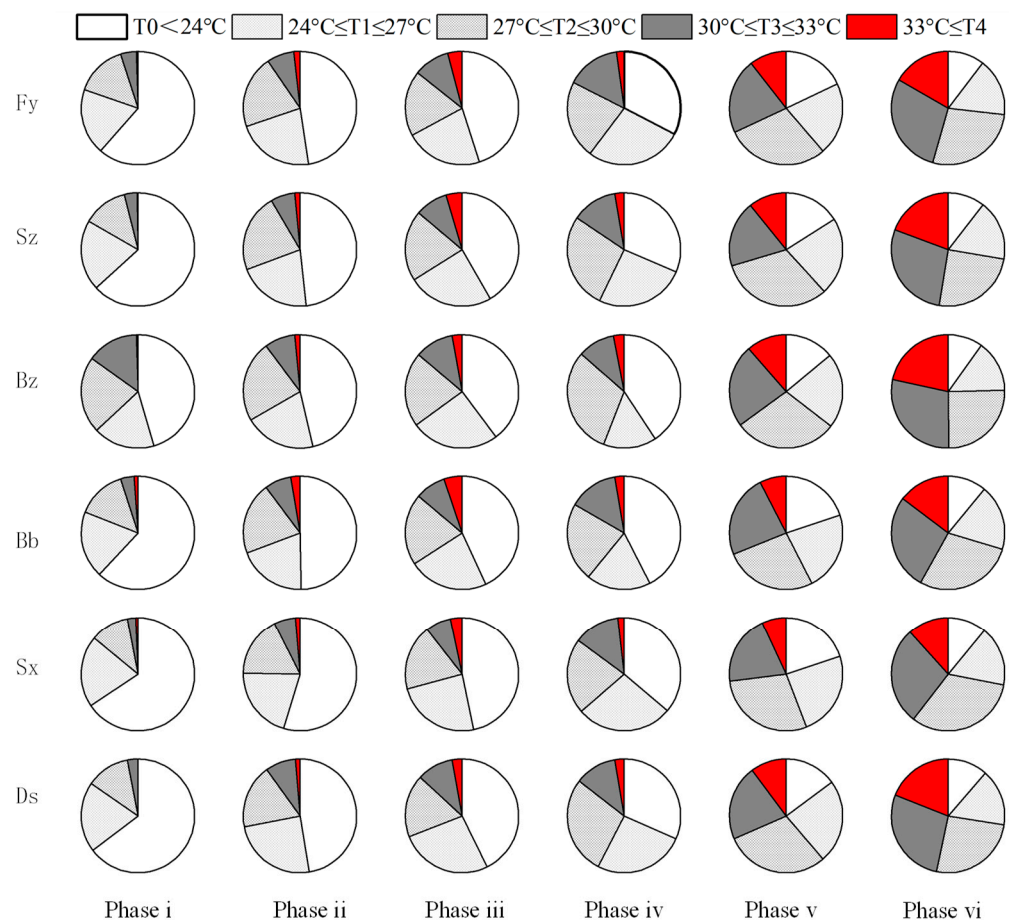 T0＜24°C 24°C≤T1≤27°C 27°C≤T2≤30°C 30°C≤T3≤33°C 33°C≤T4
Fy
Sz
Bz
Bb
Sx
Ds
Phase i Phase ii Phase iii Phase iv Phase v Phase vi